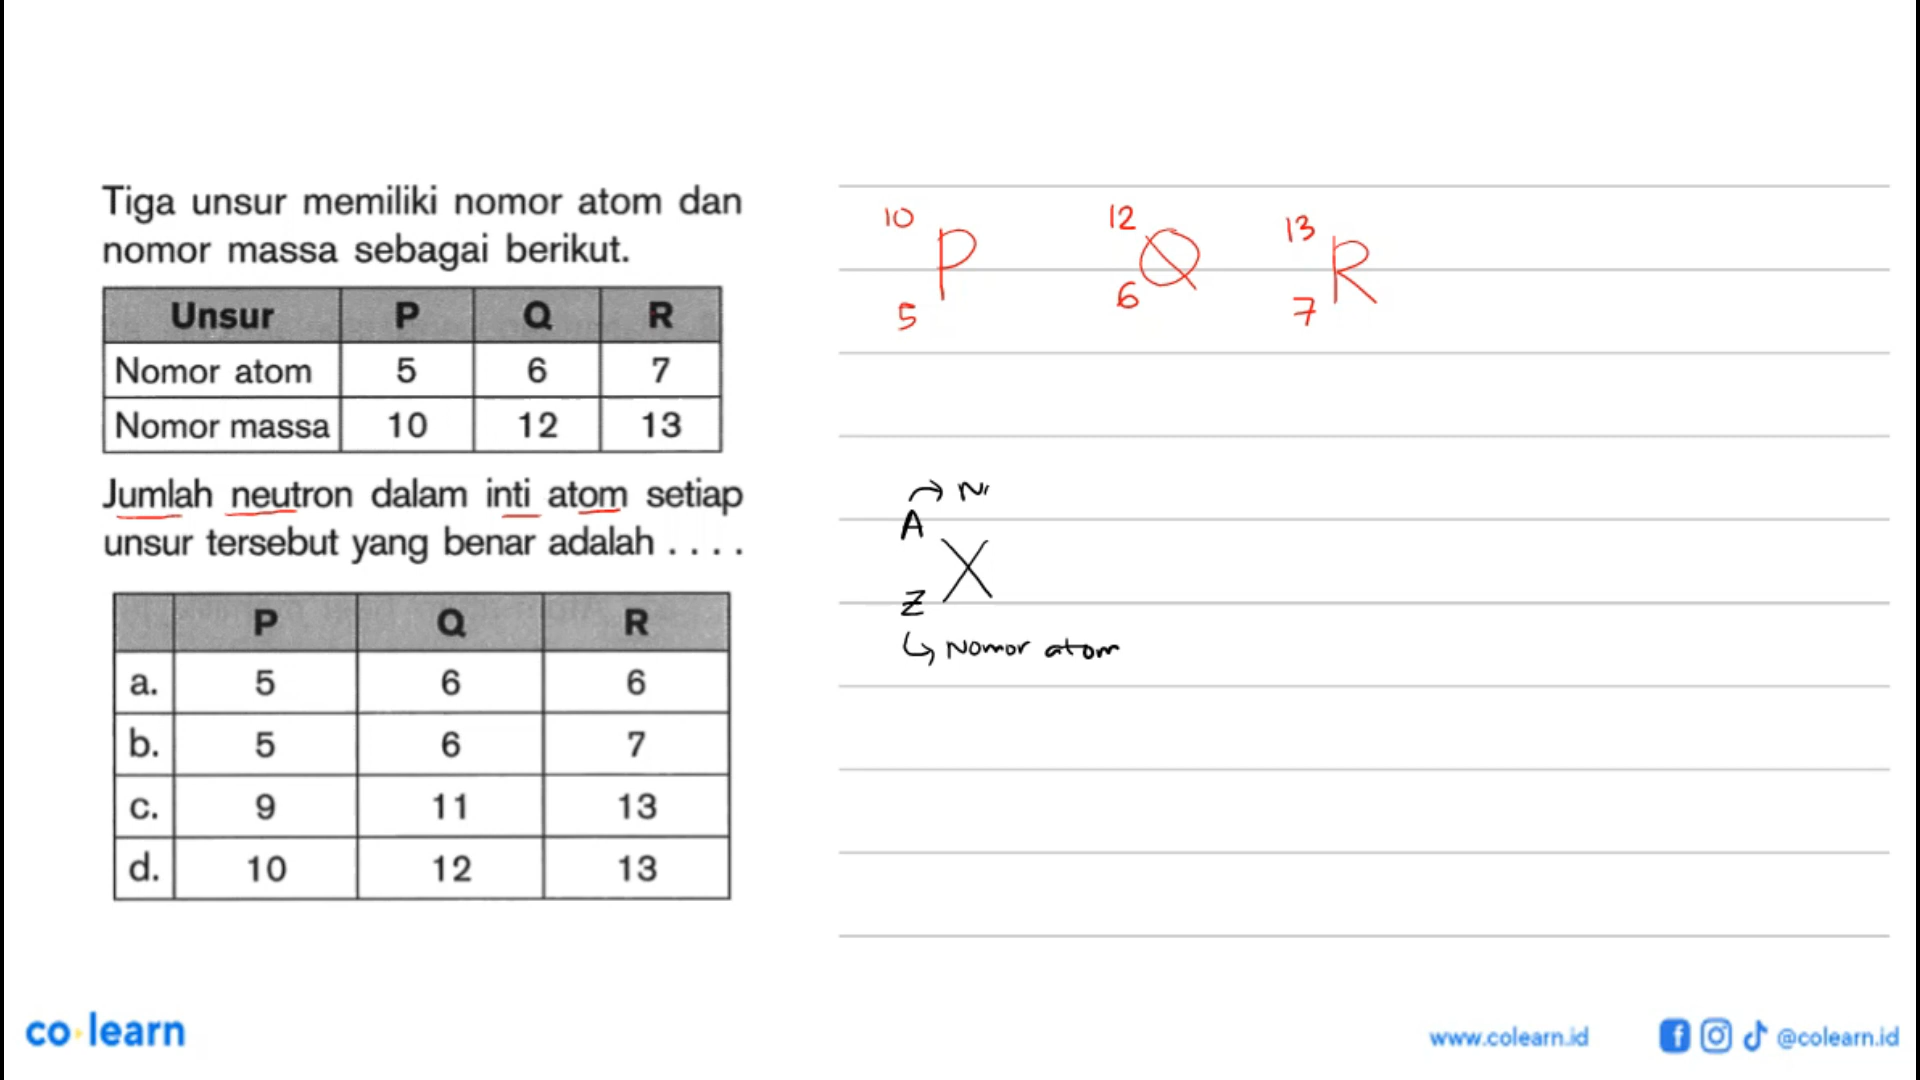 Tiga unsur memiliki nomor atom dan
nomor massa sebagai berikut.
Unsur P Q R
Nomor atom 5 6 7
Nomor massa 10 12 13
Jumlah neutron dalam inti atom setiap
unsur tersebut yang benar adalah . . . .
P Q R
a. 5 6 6
b. 5 6 7
c. 9 11 13
d. 10 12 13
10 12 13
P Q R
5 6 7
A
X
Z
Nomor atom
co learn
www.colearn.id @colearn.id